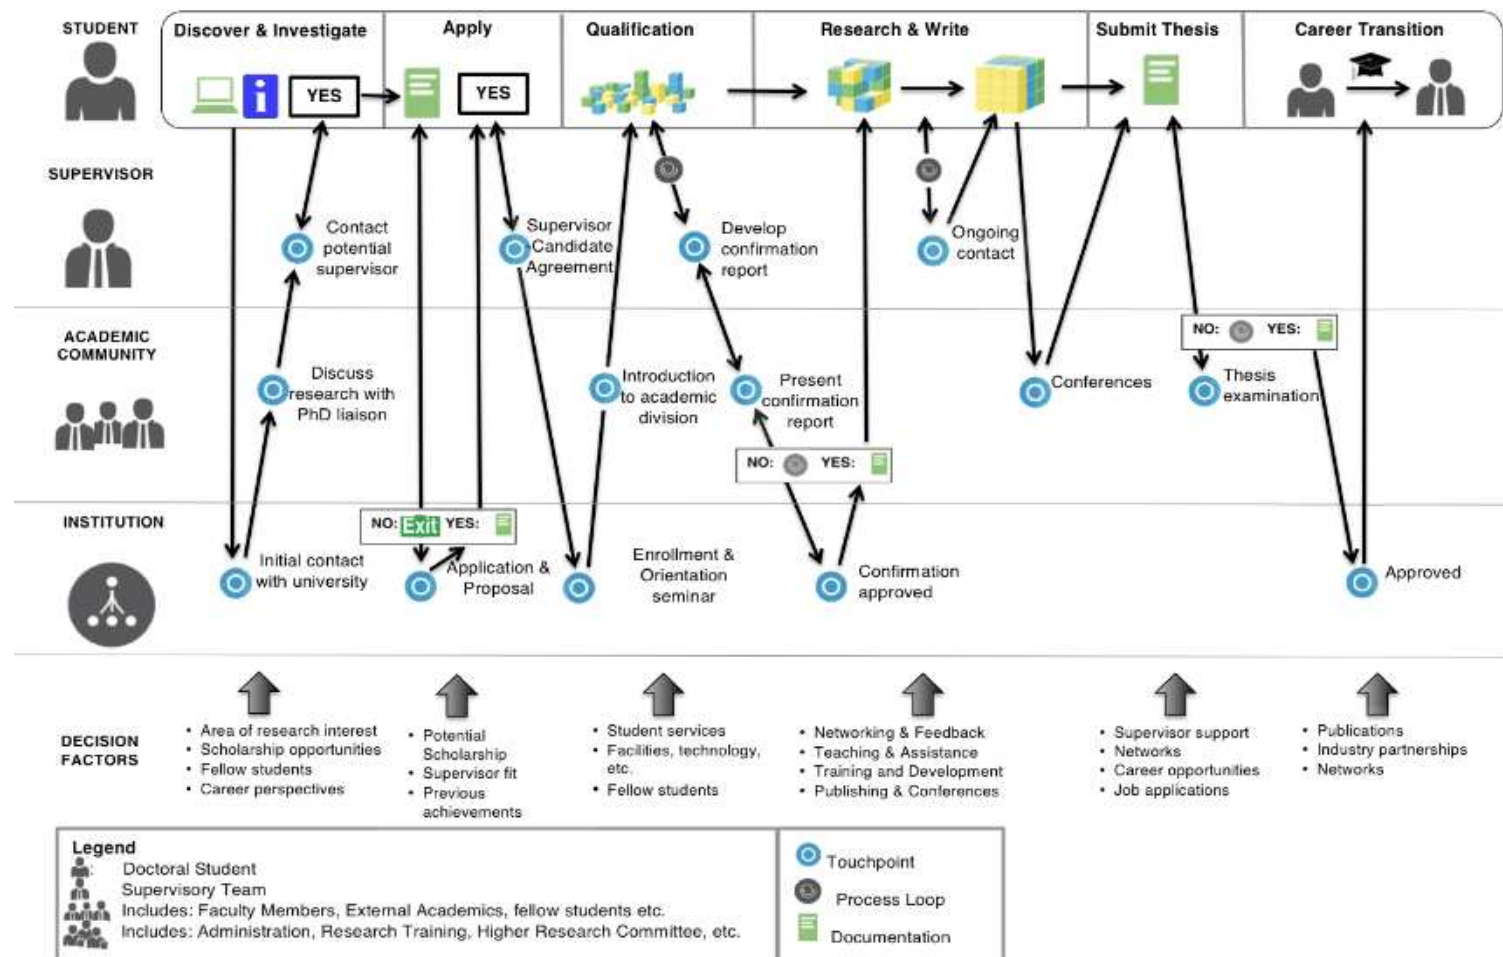 STUDENT
Discover & Investigate
Apply
Qualification
Research & Write
Submit Thesis
Career Transition
i
YES
YES
SUPERVISOR
Contact
potential
supervisor
Supervisor
-Candidate
Agreement
Develop
confirmation
report
Ongoing
contact
ACADEMIC
COMMUNITY
Discuss
research with
PhD liaison
Introduction
to academic
division
Present
confirmation
report
Conferences
NO: YES:
Thesis
examination
NO: YES:
INSTITUTION
NO: Exit YES:
Initial contact
with university
Application &
Proposal
Enrollment &
Orientation
seminar
Confirmation
approved
Approved
DECISION
FACTORS
• Area of research interest
• Scholarship opportunities
• Fellow students
• Career perspectives
• Potential
Scholarship
• Supervisor fit
• Previous
achievements
• Student services
• Facilities, technology,
etc.
• Fellow students
• Networking & Feedback
• Teaching & Assistance
• Training and Development
• Publishing & Conferences
• Supervisor support
• Networks
• Career opportunities
• Job applications
• Publications
• Industry partnerships
• Networks
Legend
: Doctoral Student
Supervisory Team
Includes: Faculty Members, External Academics, fellow students etc.
Includes: Administration, Research Training, Higher Research Committee, etc.
Touchpoint
Process Loop
Documentation